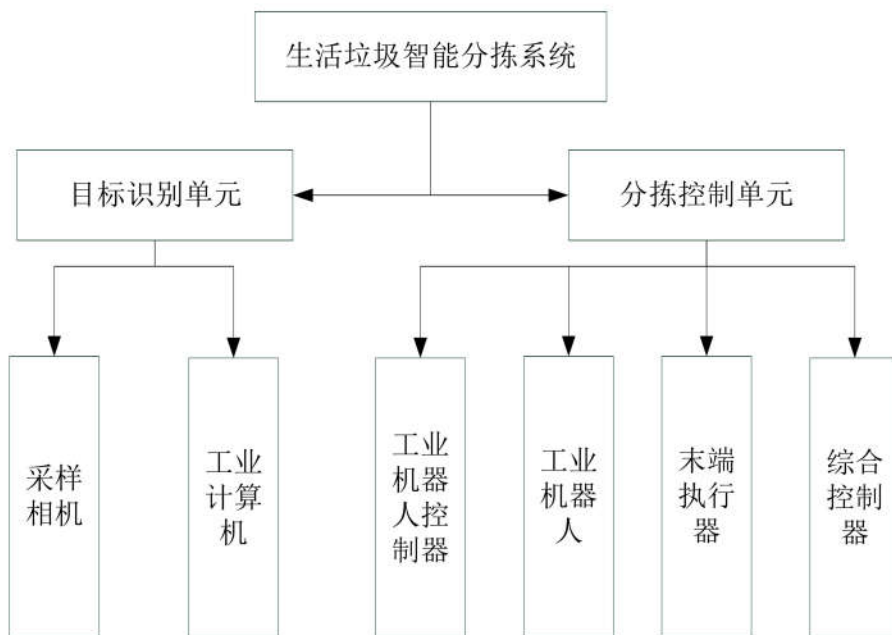 生活垃圾智能分拣系统
目标识别单元
分拣控制单元
采样
相机
工业
计算
机
工业
机器
人控
制器
工业
机器
人
末端
执行
器
综合
控制
器